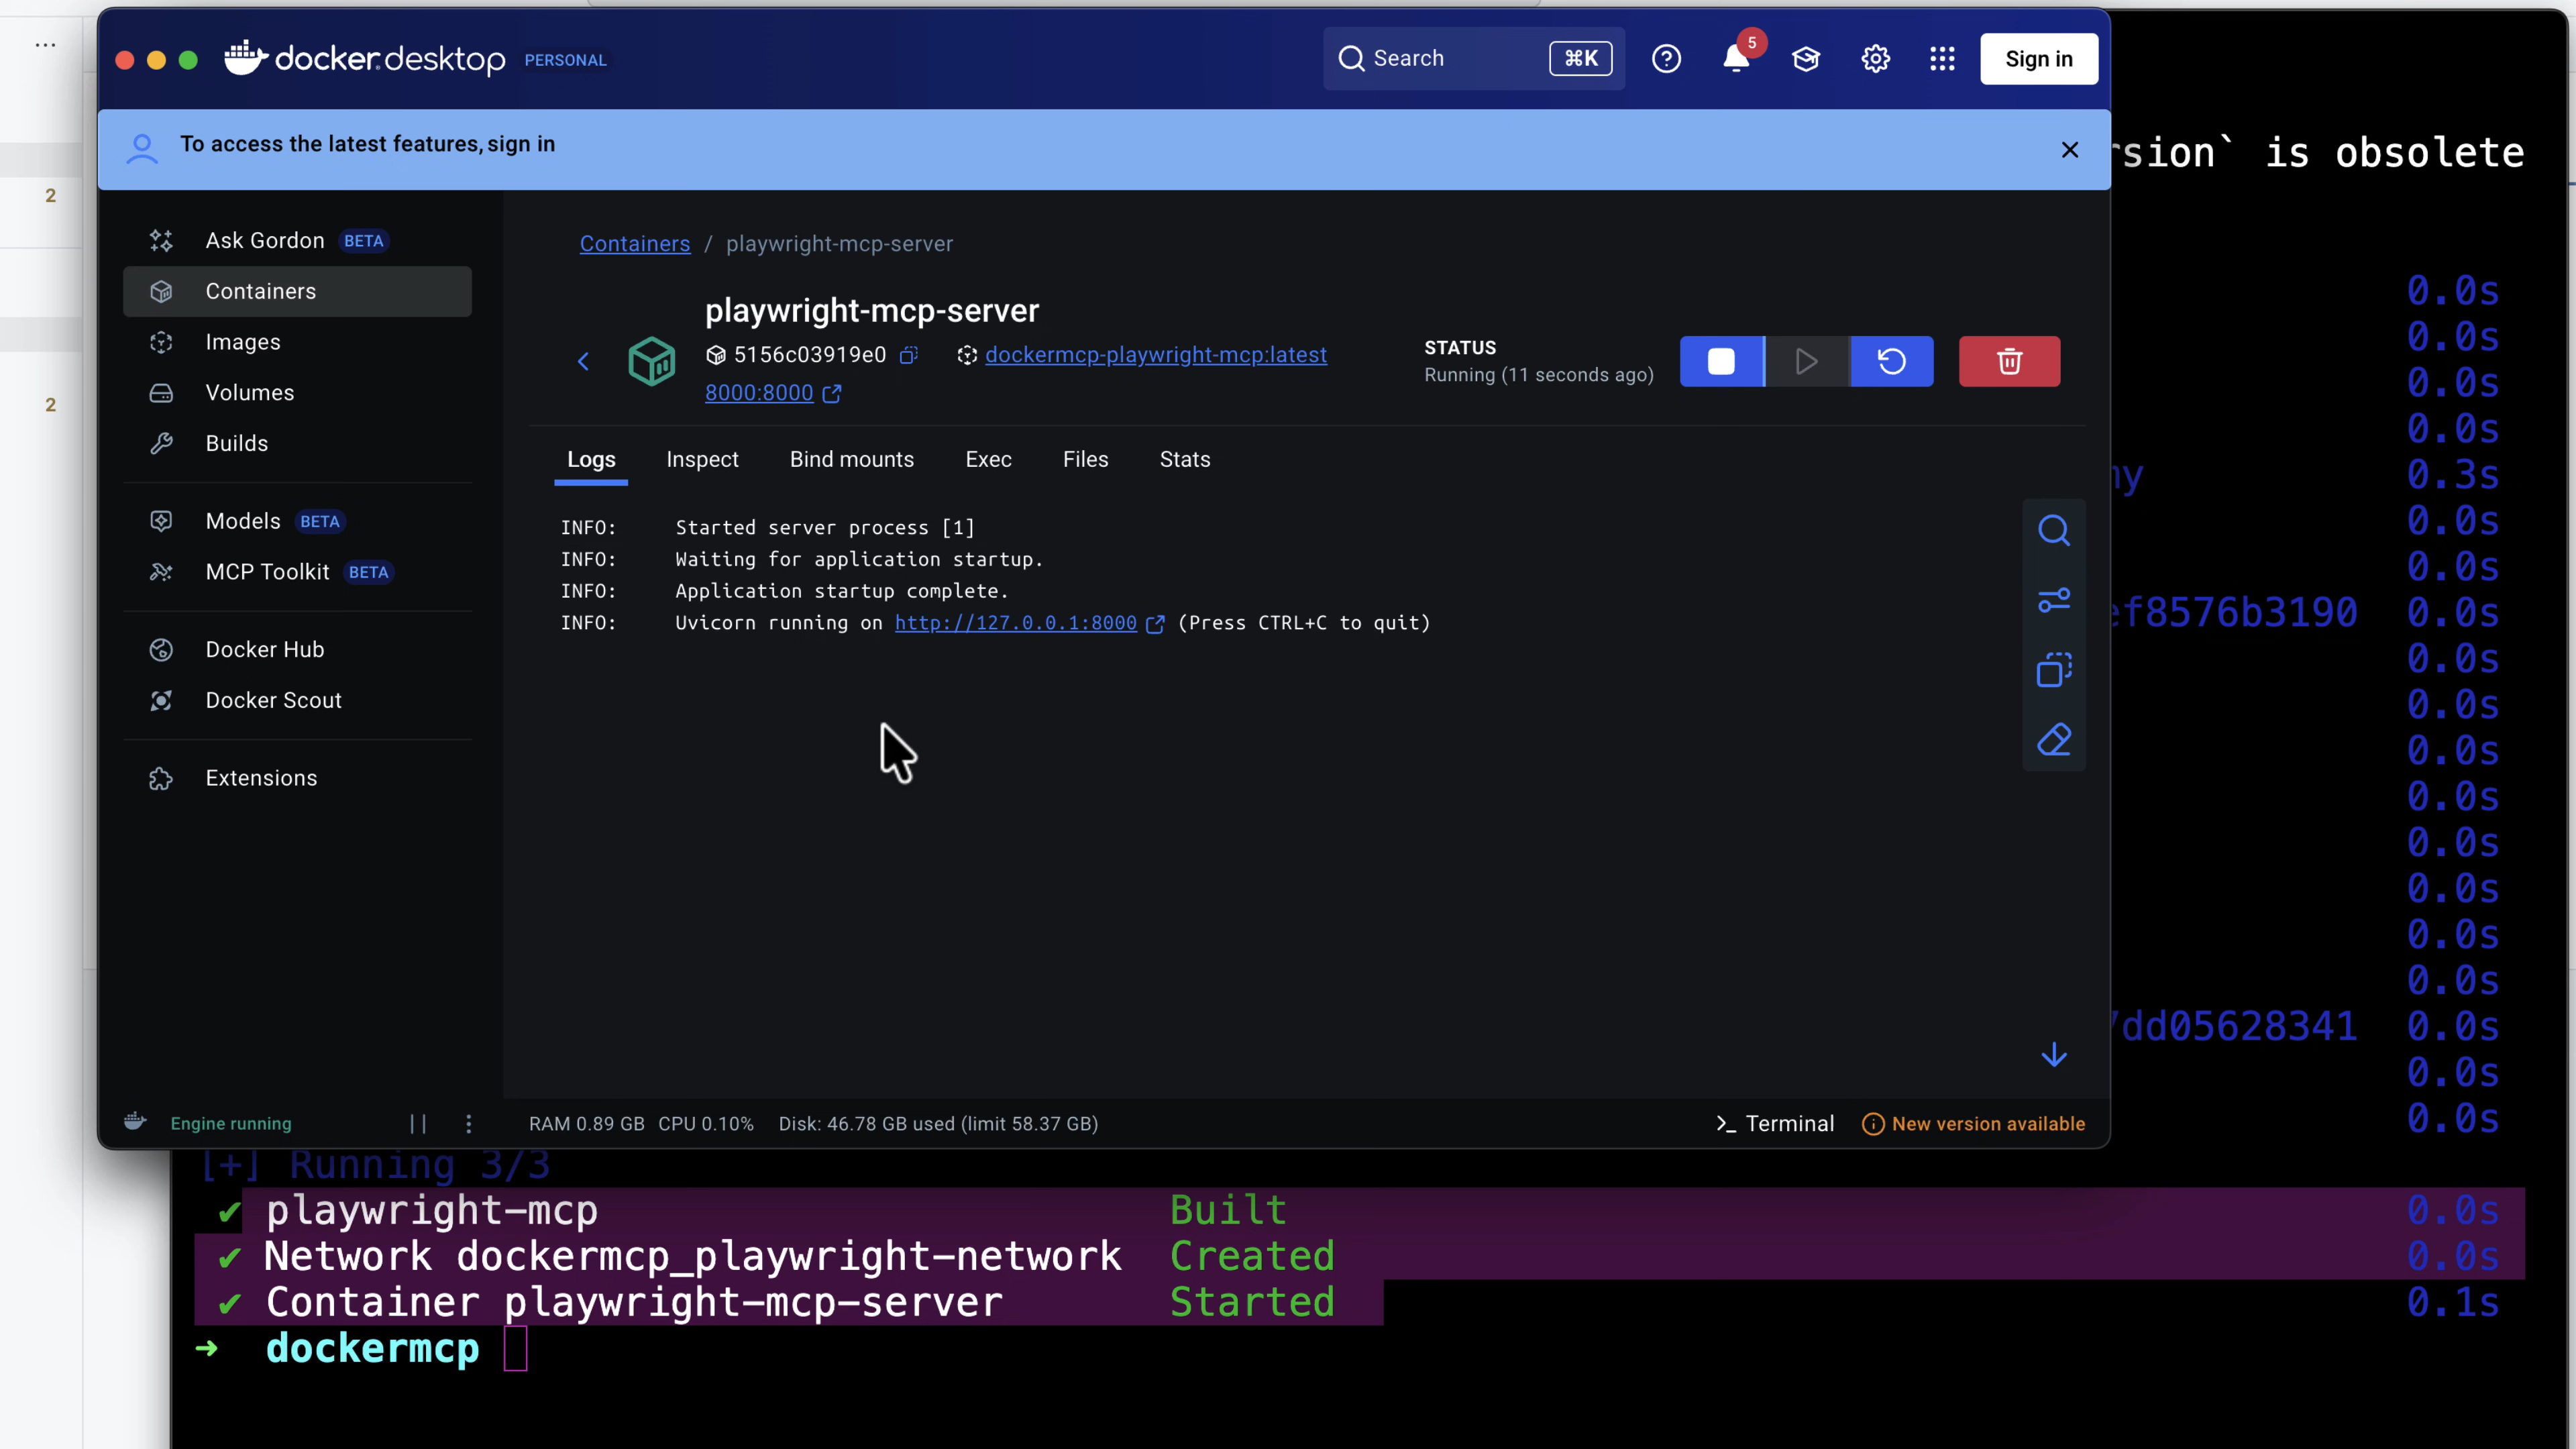 ...
docker.desktop PERSONAL
Search ⌘K
5
Sign in
To access the latest features, sign in
2
2
Ask Gordon BETA
Containers
Images
Volumes
Builds
Models BETA
MCP Toolkit BETA
Docker Hub
Docker Scout
Extensions
Containers / playwright-mcp-server
playwright-mcp-server
5156c03919e0
dockermcp-playwright-mcp:latest
8000:8000
STATUS
Running (11 seconds ago)
Logs Inspect Bind mounts Exec Files Stats
INFO: Started server process [1]
INFO: Waiting for application startup.
INFO: Application startup complete.
INFO: Uvicorn running on http://127.0.0.1:8000 (Press CTRL+C to quit)
Engine running
RAM 0.89 GB CPU 0.10% Disk: 46.78 GB used (limit 58.37 GB)
>_ Terminal
New version available
sion` is obsolete
0.0s
0.0s
0.0s
0.0s
0.3s
0.0s
0.0s
ef8576b3190 0.0s
0.0s
0.0s
0.0s
0.0s
0.0s
0.0s
0.0s
0.0s
dd05628341 0.0s
0.0s
0.0s
[+] Running 3/3
✔ playwright-mcp Built 0.0s
✔ Network dockermcp_playwright-network Created 0.0s
✔ Container playwright-mcp-server Started 0.1s
→ dockermcp